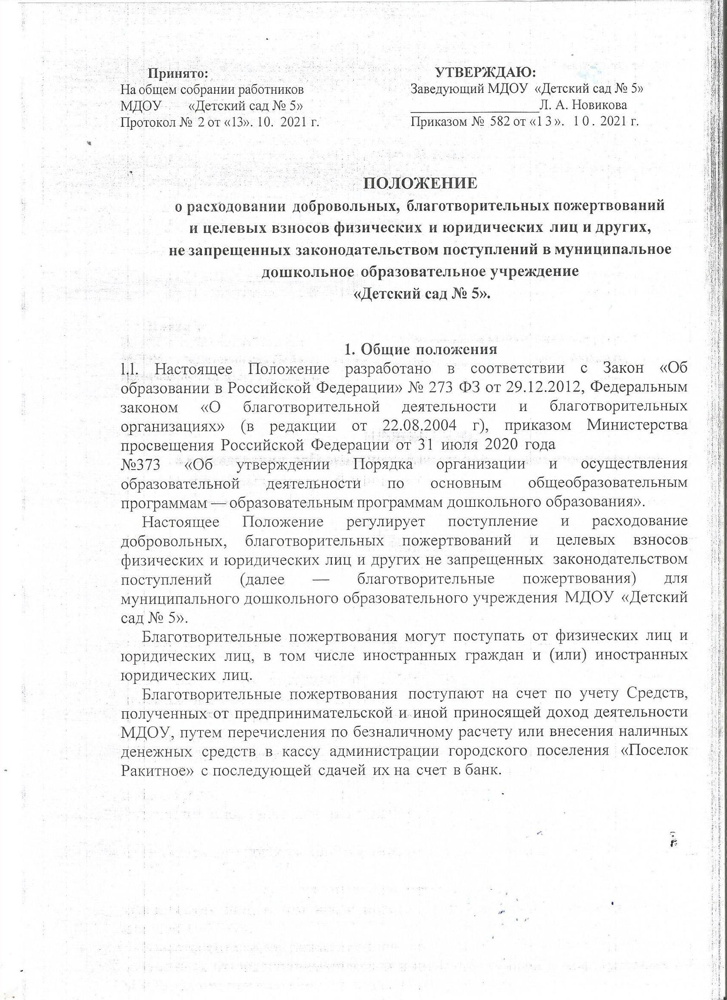 Принято:
На общем собрании работников
МДОУ «Детский сад № 5»
Протокол № 2 от «13». 10. 2021 г.
УТВЕРЖДАЮ:
Заведующий МДОУ «Детский сад № 5»
____________________Л. А. Новикова
Приказом № 582 от «13». 10. 2021 г.
ПОЛОЖЕНИЕ
о расходовании добровольных, благотворительных пожертвований
и целевых взносов физических и юридических лиц и других,
не запрещенных законодательством поступлений в муниципальное
дошкольное образовательное учреждение
«Детский сад № 5».
1. Общие положения
1.1. Настоящее Положение разработано в соответствии с Закон «Об
образовании в Российской Федерации» № 273 ФЗ от 29.12.2012, Федеральным
законом «О благотворительной деятельности и благотворительных
организациях» (в редакции от 22.08.2004 г), приказом Министерства
просвещения Российской Федерации от 31 июля 2020 года
№373 «Об утверждении Порядка организации и осуществления
образовательной деятельности по основным общеобразовательным
программам — образовательным программам дошкольного образования».
Настоящее Положение регулирует поступление и расходование
добровольных, благотворительных пожертвований и целевых взносов
физических и юридических лиц и других не запрещенных законодательством
поступлений (далее — благотворительные пожертвования) для
муниципального дошкольного образовательного учреждения МДОУ «Детский
сад № 5».
Благотворительные пожертвования могут поступать от физических лиц и
юридических лиц, в том числе иностранных граждан и (или) иностранных
юридических лиц.
Благотворительные пожертвования поступают на счет по учету Средств,
полученных от предпринимательской и иной приносящей доход деятельности
МДОУ, путем перечисления по безналичному расчету или внесения наличных
денежных средств в кассу администрации городского поселения «Поселок
Ракитное» с последующей сдачей их на счет в банк.